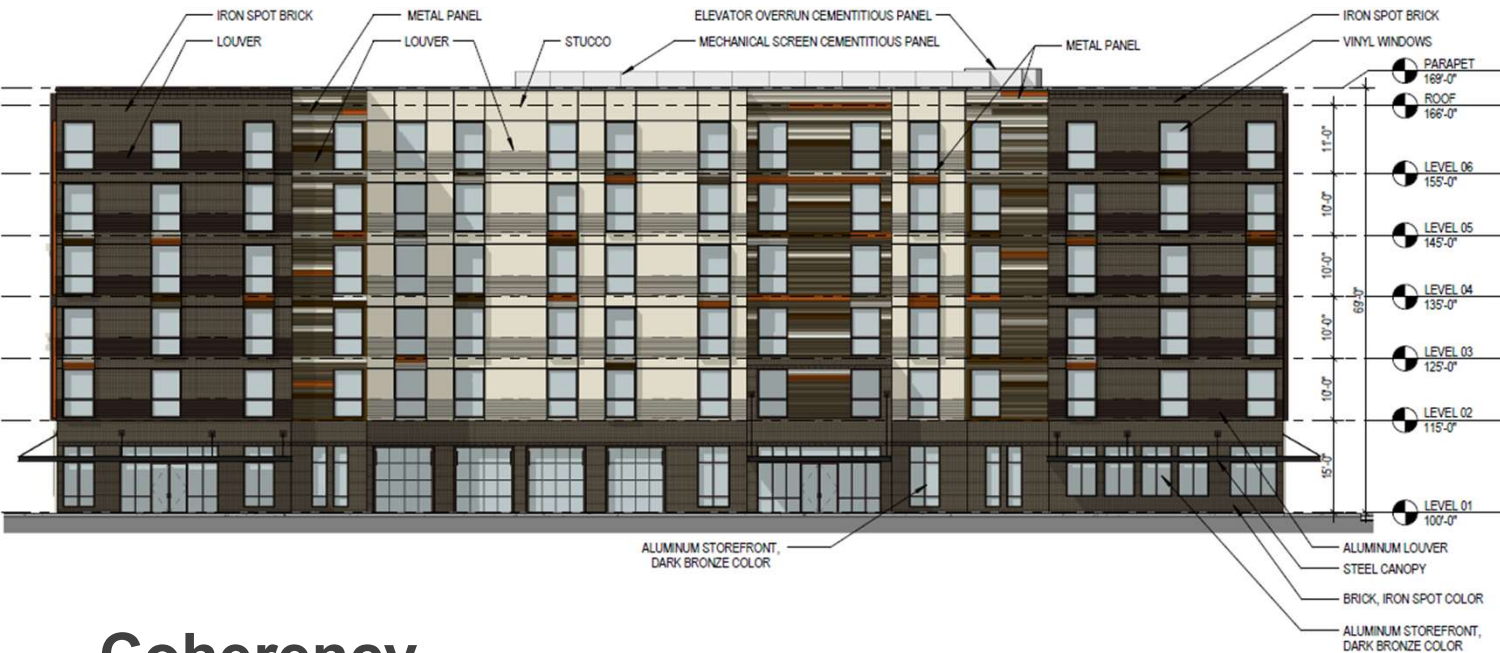 IRON SPOT BRICK
METAL PANEL
ELEVATOR OVERRUN CEMENTITIOUS PANEL
IRON SPOT BRICK
LOUVER
LOUVER
STUCCO
MECHANICAL SCREEN CEMENTITIOUS PANEL
METAL PANEL
VINYL WINDOWS
PARAPET
169'-0"
ROOF
166'-0"
11'-0"
LEVEL 06
155'-0"
10'-0"
LEVEL 05
145'-0"
10'-0"
LEVEL 04
135'-0"
69'-0"
10'-0"
LEVEL 03
125'-0"
10'-0"
LEVEL 02
115'-0"
15'-0"
LEVEL 01
100'-0"
ALUMINUM STOREFRONT,
DARK BRONZE COLOR
ALUMINUM LOUVER
STEEL CANOPY
BRICK, IRON SPOT COLOR
ALUMINUM STOREFRONT,
DARK BRONZE COLOR
Coherency